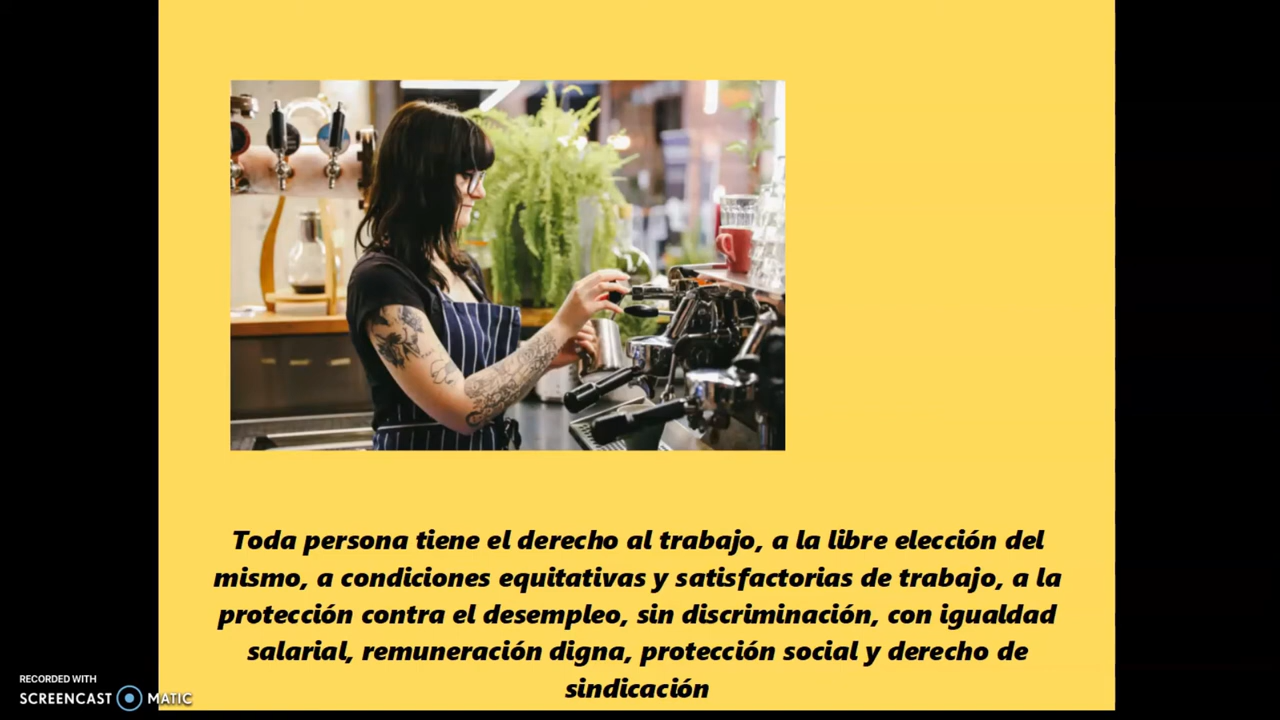 Toda persona tiene el derecho al trabajo, a la libre elección del
mismo, a condiciones equitativas y satisfactorias de trabajo, a la
protección contra el desempleo, sin discriminación, con igualdad
salarial, remuneración digna, protección social y derecho de
sindicación
RECORDED WITH
SCREENCAST MATIC